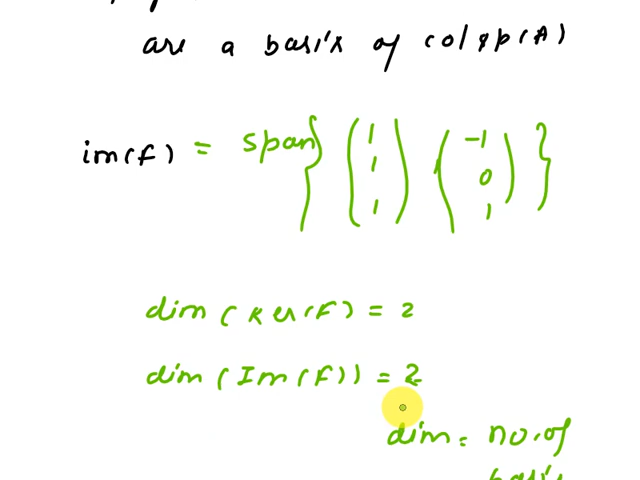 are a basis of colsp(A)
im(F) = span { ( 1 1 1 ) ( -1 0 1 ) }
dim ( Ker(F) = 2
dim ( Im (F)) = 2
dim = no. of
basis